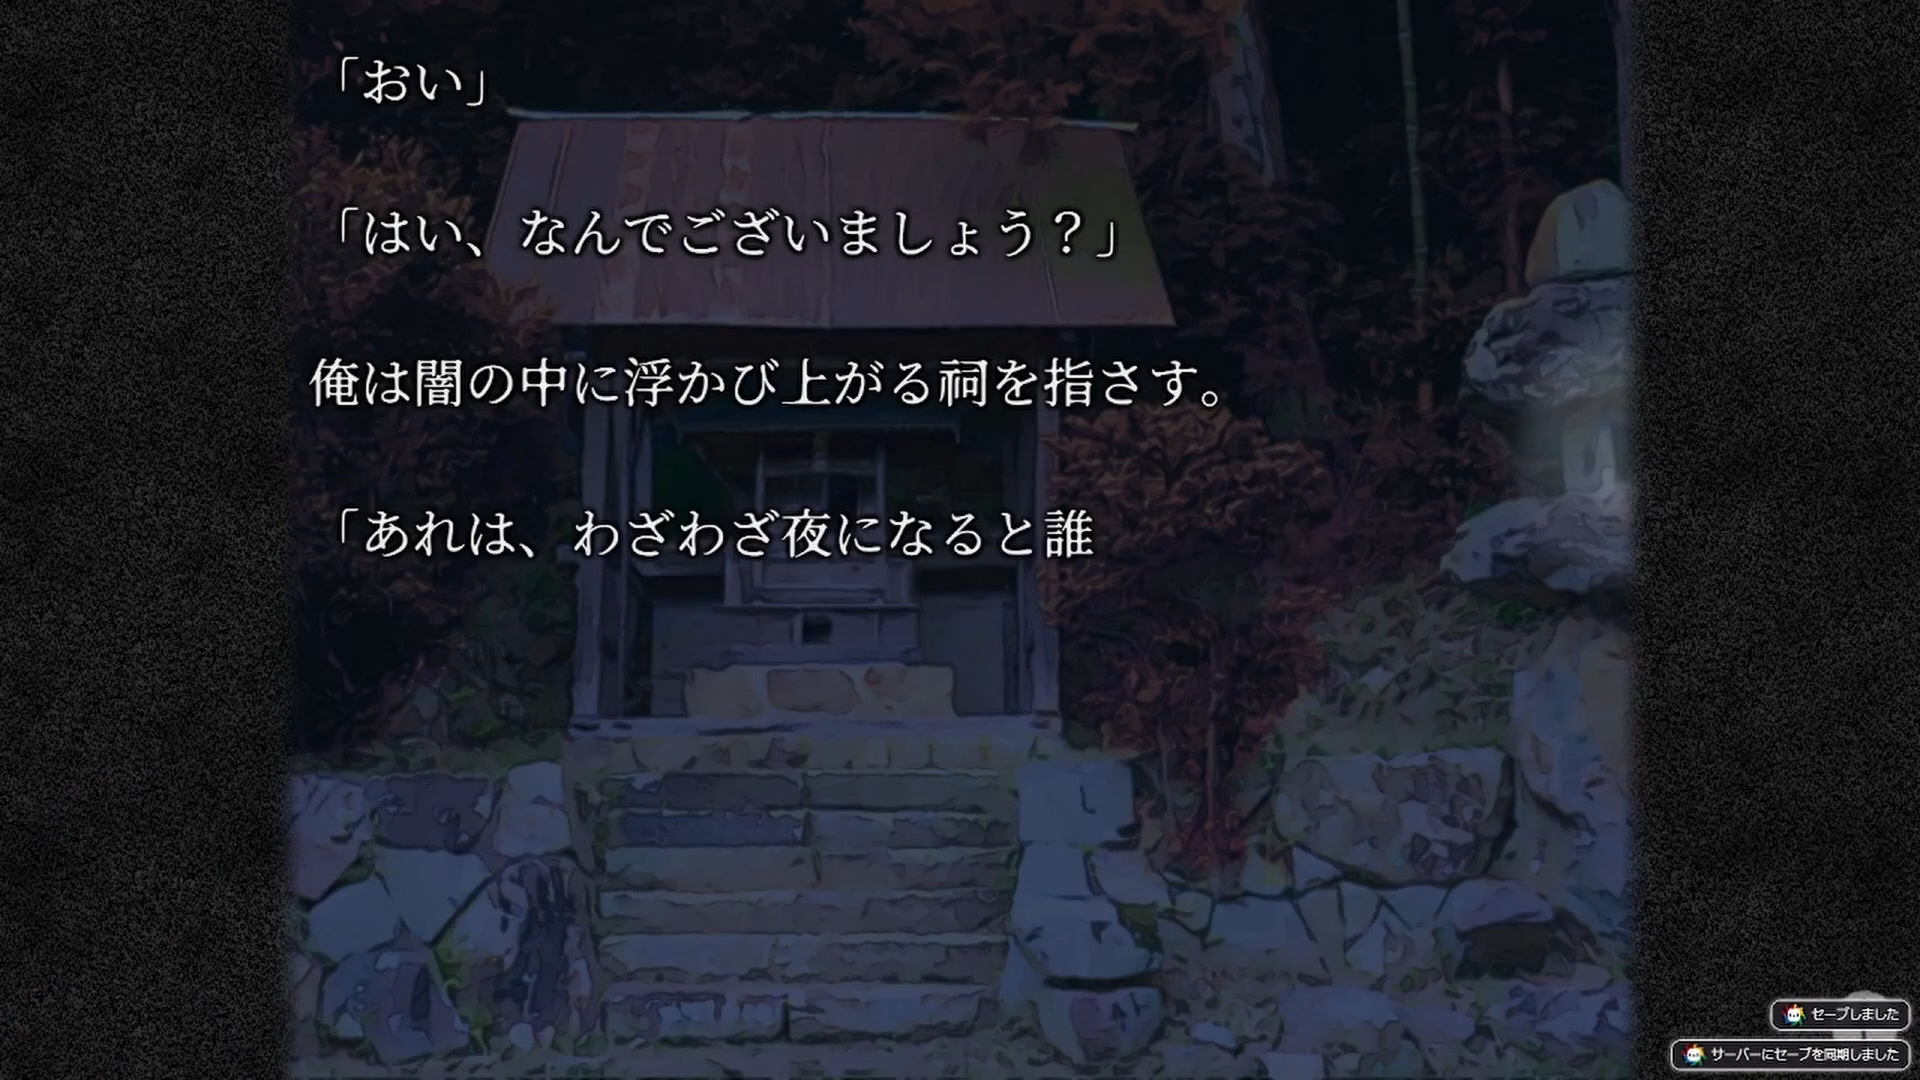 「おい」
「はい、なんでございましょう？」
俺は闇の中に浮かび上がる祠を指さす。
「あれは、わざわざ夜になると誰
セーブしました
サーバーにセーブを同期しました